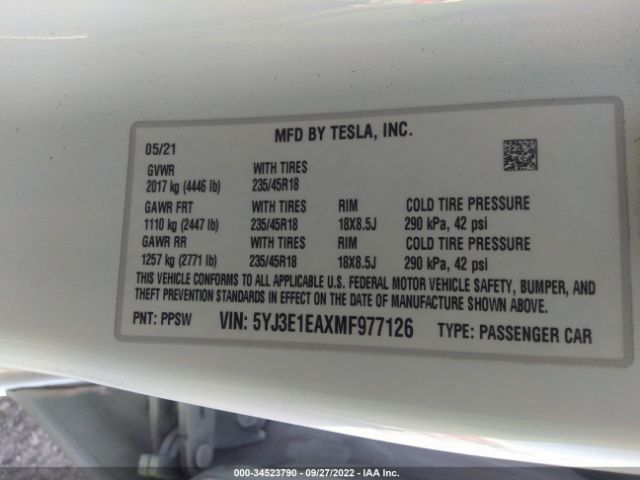 MFD BY TESLA, INC.
05/21
GVWR WITH TIRES
2017 kg (4446 lb) 235/45R18
GAWR FRT WITH TIRES RIM COLD TIRE PRESSURE
1110 kg (2447 lb) 235/45R18 18X8.5J 290 kPa, 42 psi
GAWR RR WITH TIRES RIM COLD TIRE PRESSURE
1257 kg (2771 lb) 235/45R18 18X8.5J 290 kPa, 42 psi
THIS VEHICLE CONFORMS TO ALL APPLICABLE U.S. FEDERAL MOTOR VEHICLE SAFETY, BUMPER, AND
THEFT PREVENTION STANDARDS IN EFFECT ON THE DATE OF MANUFACTURE SHOWN ABOVE.
PNT: PPSW VIN: 5YJ3E1EAXMF977126 TYPE: PASSENGER CAR
000-34523790 - 09/27/2022 - IAA Inc.